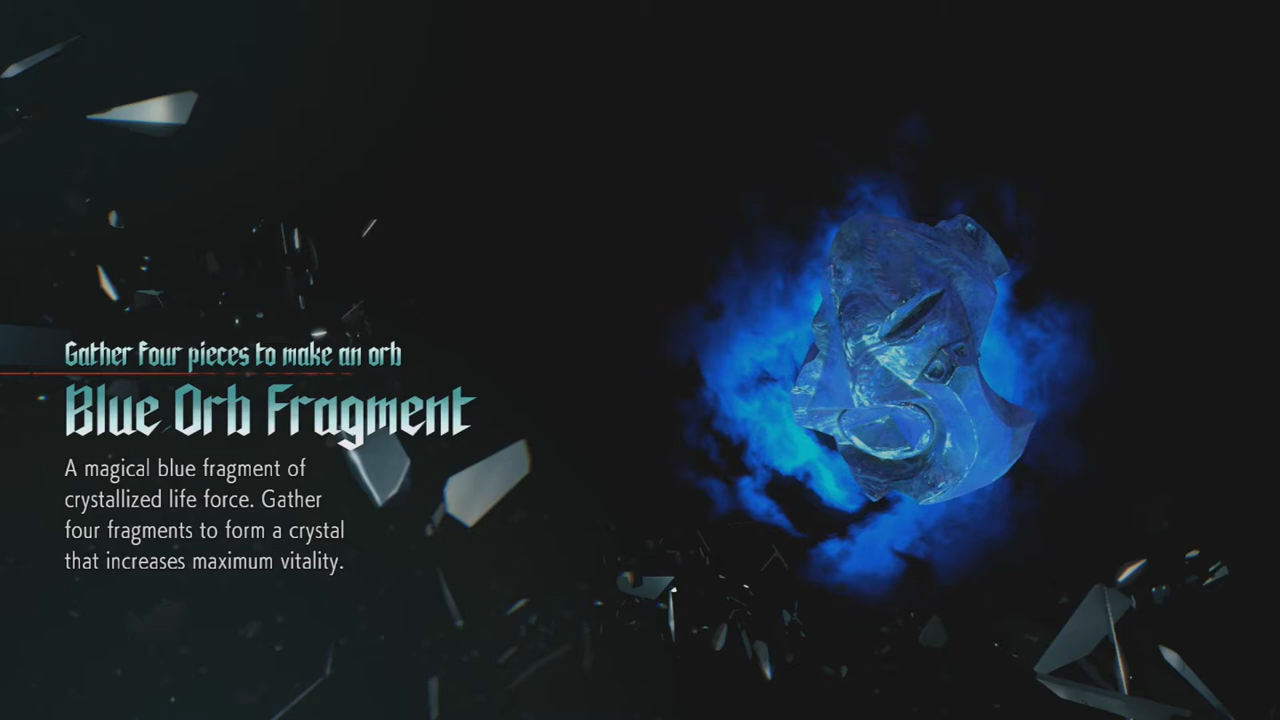 Gather four pieces to make an orb
Blue Orb Fragment
A magical blue fragment of
crystallized life force. Gather
four fragments to form a crystal
that increases maximum vitality.